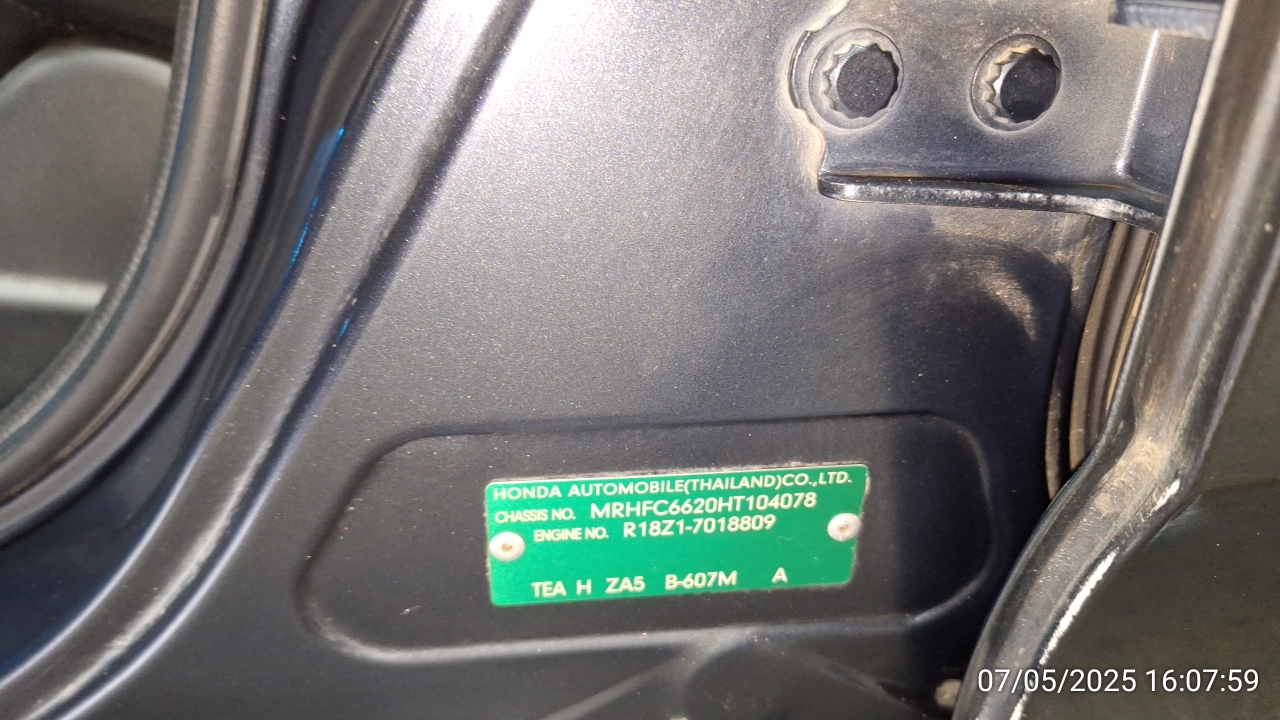 HONDA AUTOMOBILE(THAILAND)CO.,LTD.
CHASSIS NO. MRHFC6620HT104078
ENGINE NO. R18Z1-7018809
TEA H ZA5 B-607M A
07/05/2025 16:07:59